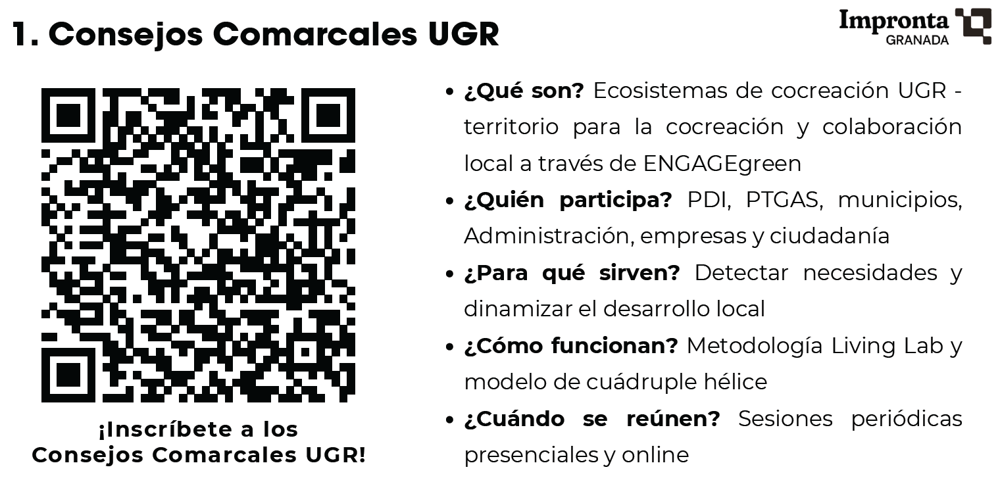 1. Consejos Comarcales UGR
Impronta
GRANADA
¡Inscríbete a los
Consejos Comarcales UGR!
• ¿Qué son? Ecosistemas de cocreación UGR -
territorio para la cocreación y colaboración
local a través de ENGAGEgreen
• ¿Quién participa? PDI, PTGAS, municipios,
Administración, empresas y ciudadanía
• ¿Para qué sirven? Detectar necesidades y
dinamizar el desarrollo local
• ¿Cómo funcionan? Metodología Living Lab y
modelo de cuádruple hélice
• ¿Cuándo se reúnen? Sesiones periódicas
presenciales y online